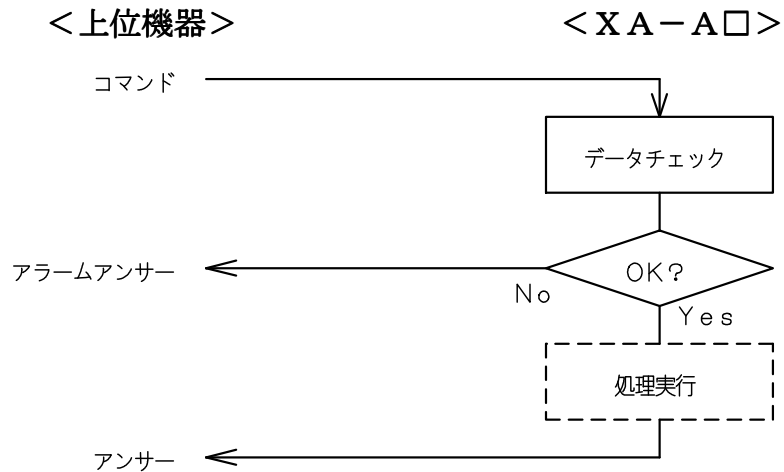 ＜上位機器＞ ＜ＸＡ－Ａ□＞
コマンド
データチェック
アラームアンサー
ＯＫ？
Ｎｏ
Ｙｅｓ
処理実行
アンサー